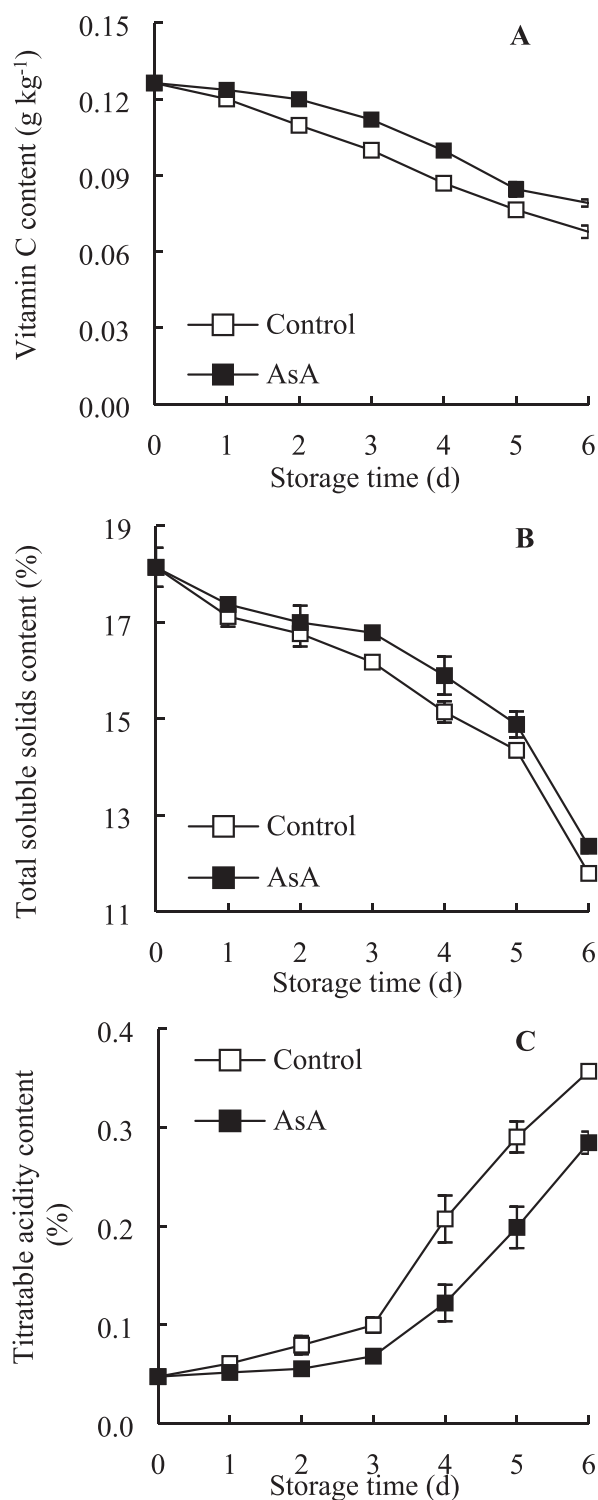 A
Vitamin C content (g kg⁻¹)
0.15
0.12
0.09
0.06
0.03
0.00
Control
AsA
0 1 2 3 4 5 6
Storage time (d)
B
Total soluble solids content (%)
19
17
15
13
11
Control
AsA
0 1 2 3 4 5 6
Storage time (d)
C
Titratable acidity content
(%)
0.4
0.3
0.2
0.1
0.0
Control
AsA
0 1 2 3 4 5 6
Storage time (d)